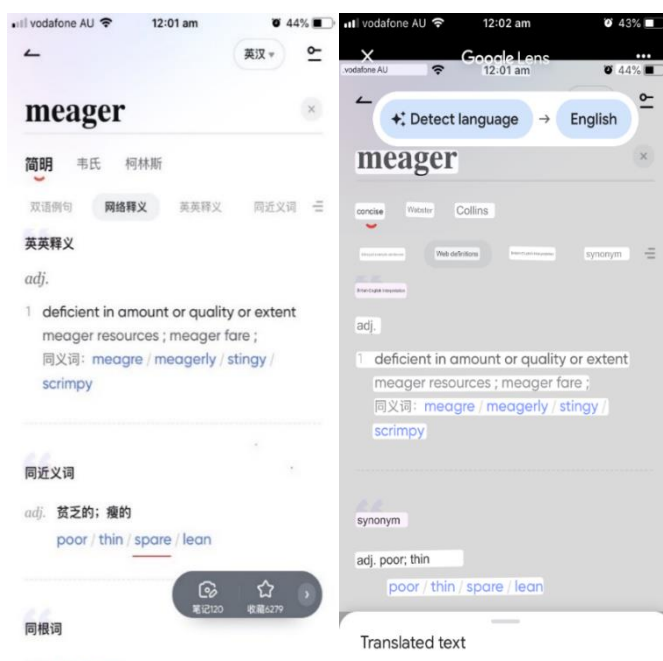 vodafone AU
12:01 am
44%
英汉
meager
简明 韦氏 柯林斯
双语例句 网络释义 英英释义 同近义词
英英释义
adj.
1 deficient in amount or quality or extent
meager resources ; meager fare ;
同义词: meagre / meagerly / stingy /
scrimpy
同近义词
adj. 贫乏的；瘦的
poor / thin / spare / lean
笔记120 收藏6279
同根词
vodafone AU
12:02 am
43%
Google Lens
vodafone AU
12:01 am
44%
Detect language → English
meager
concise Webster Collins
Web definitions synonym
British English interpretation
adj.
1 deficient in amount or quality or extent
meager resources ; meager fare ;
同义词: meagre / meagerly / stingy /
scrimpy
synonym
adj. poor; thin
poor / thin / spare / lean
Translated text